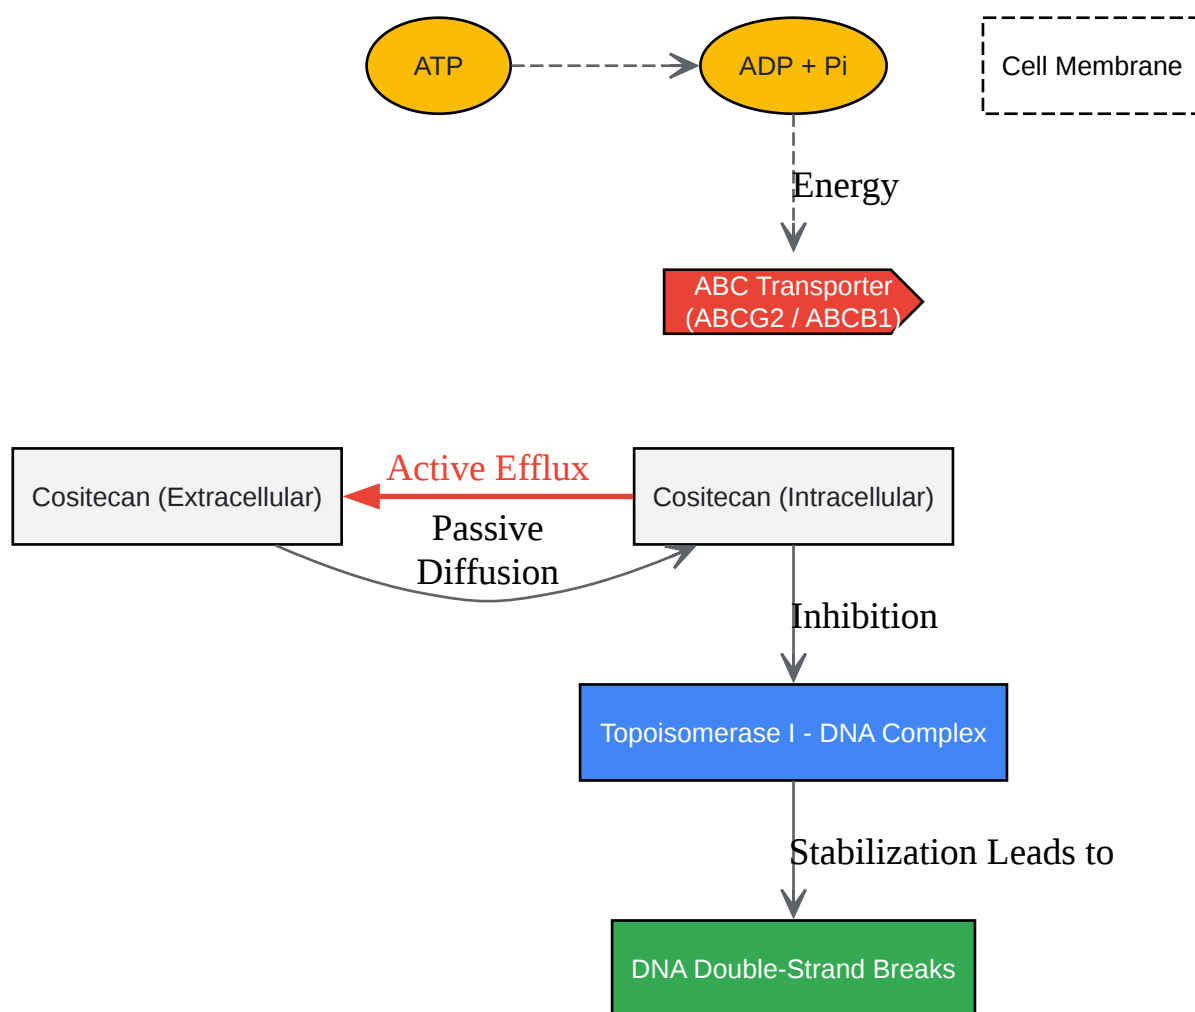 ATP
ADP + Pi
Cell Membrane
Energy
ABC Transporter
(ABCG2 / ABCB1)
Active Efflux
Cositecan (Extracellular)
Cositecan (Intracellular)
Passive
Diffusion
Inhibition
Topoisomerase I - DNA Complex
Stabilization Leads to
DNA Double-Strand Breaks